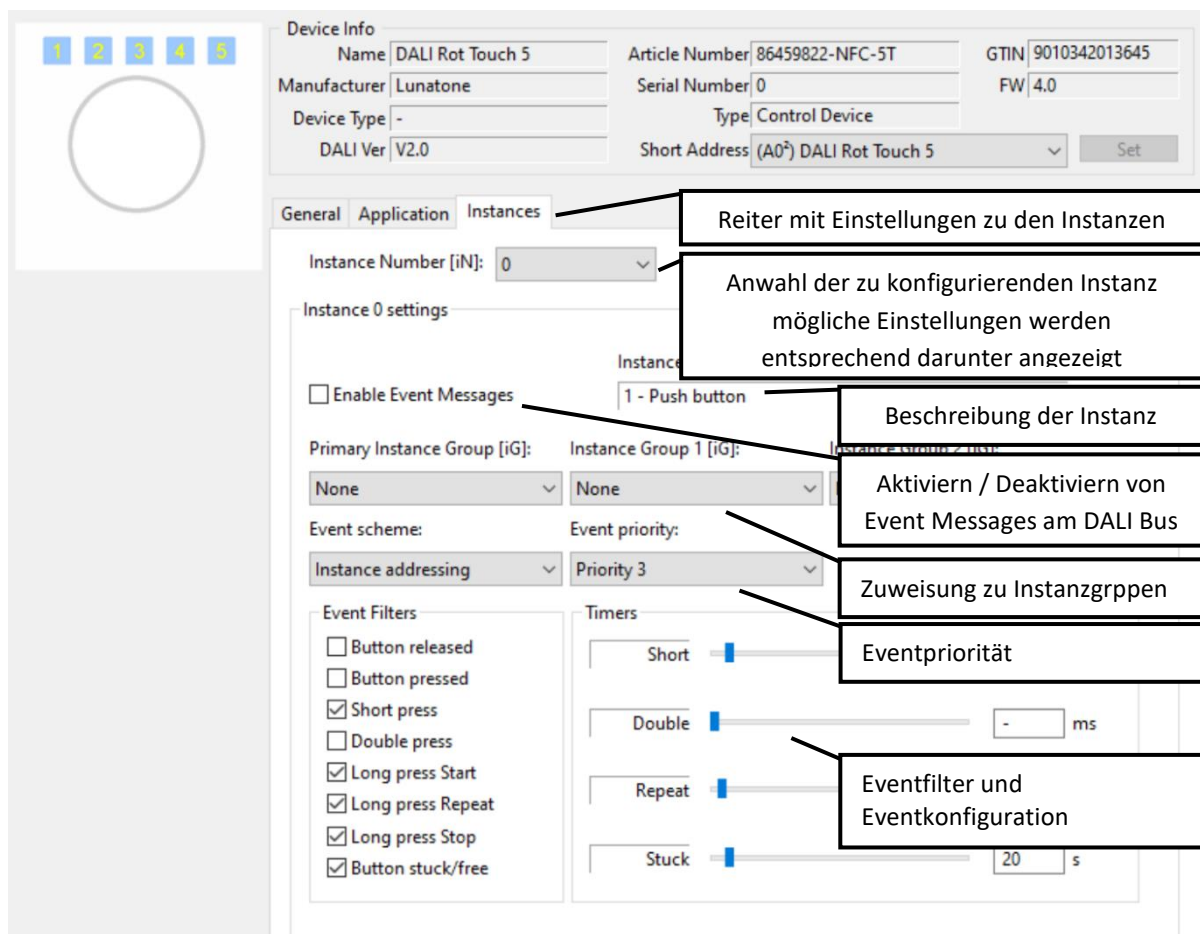 1 2 3 4 5
Device Info
Name DALI Rot Touch 5 Article Number 86459822-NFC-5T GTIN 9010342013645
Manufacturer Lunatone Serial Number 0 FW 4.0
Device Type - Type Control Device
DALI Ver V2.0 Short Address (A0²) DALI Rot Touch 5 Set
General Application Instances
Reiter mit Einstellungen zu den Instanzen
Instance Number [iN]: 0
Anwahl der zu konfigurierenden Instanz
mögliche Einstellungen werden
entsprechend darunter angezeigt
Instance 0 settings
Instance
Enable Event Messages 1 - Push button
Beschreibung der Instanz
Primary Instance Group [iG]: Instance Group 1 [iG]: Instance Group 2 [iG]:
None None
Aktiviern / Deaktiviern von
Event Messages am DALI Bus
Event scheme: Event priority:
Instance addressing Priority 3
Zuweisung zu Instanzgrppen
Event Filters Timers
Eventpriorität
Button released
Short
Button pressed
Short press
Double - ms
Double press
Long press Start
Eventfilter und
Eventkonfiguration
Repeat
Long press Repeat
Long press Stop
Stuck 20 s
Button stuck/free